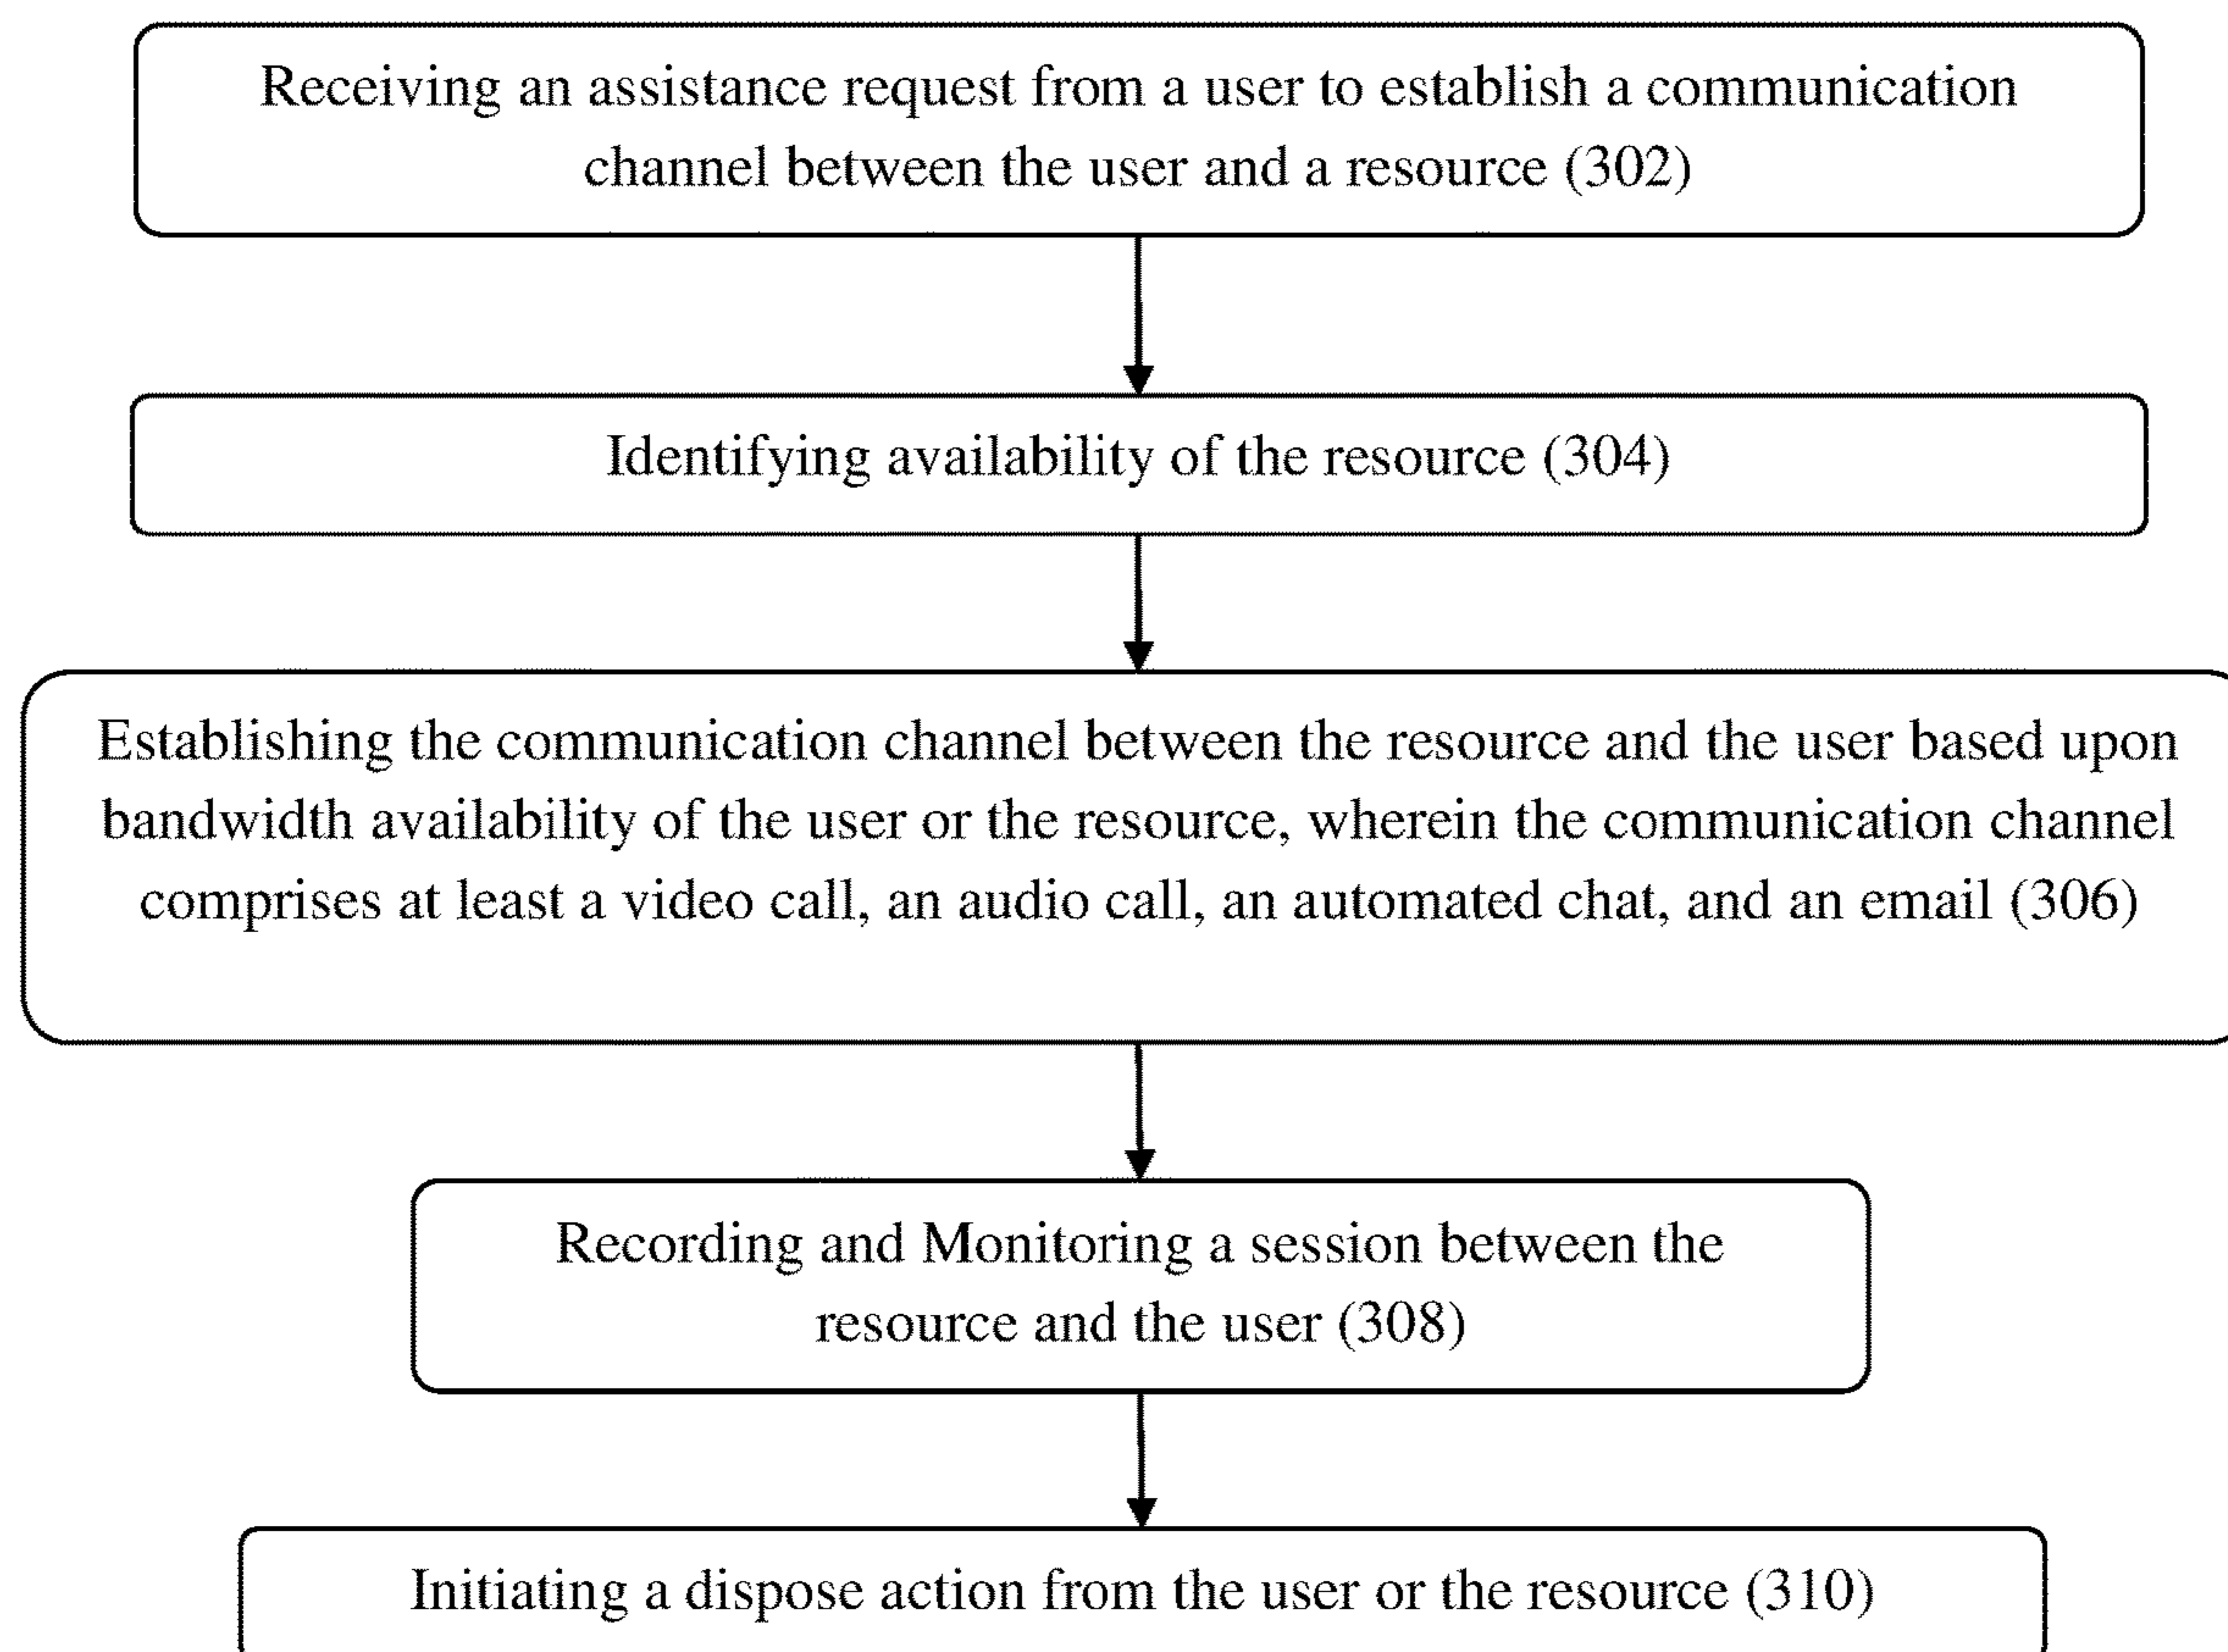 Receiving an assistance request from a user to establish a communication
channel between the user and a resource (302)
Identifying availability of the resource (304)
Establishing the communication channel between the resource and the user based upon
bandwidth availability of the user or the resource, wherein the communication channel
comprises at least a video call, an audio call, an automated chat, and an email (306)
Recording and Monitoring a session between the
resource and the user (308)
Initiating a dispose action from the user or the resource (310)